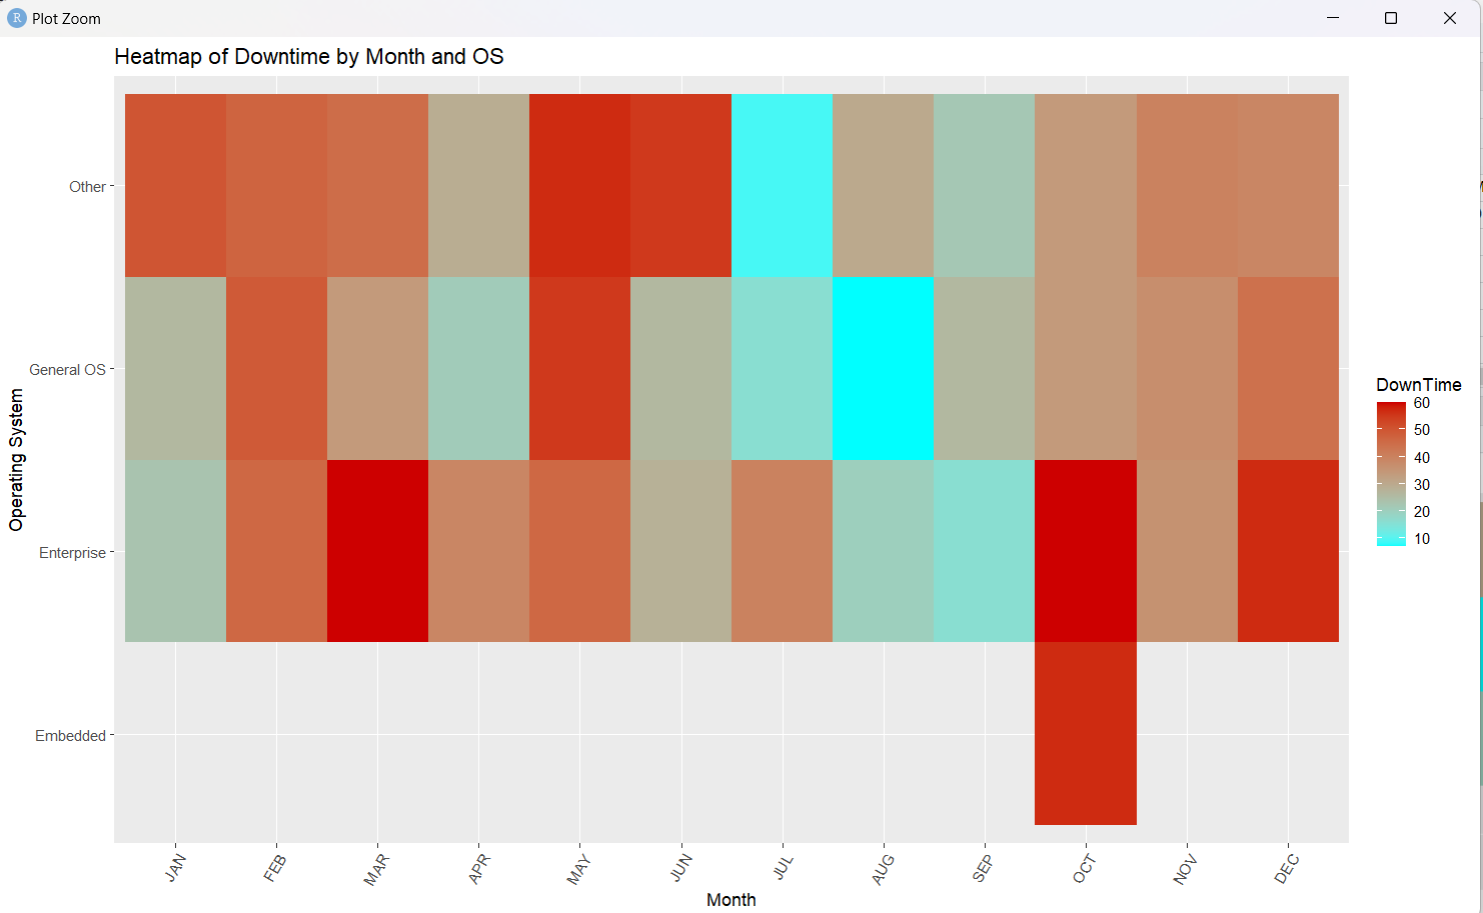 R Plot Zoom
Heatmap of Downtime by Month and OS
Operating System
Other
General OS
Enterprise
Embedded
JAN FEB MAR APR MAY JUN JUL AUG SEP OCT NOV DEC
Month
DownTime
60
50
40
30
20
10